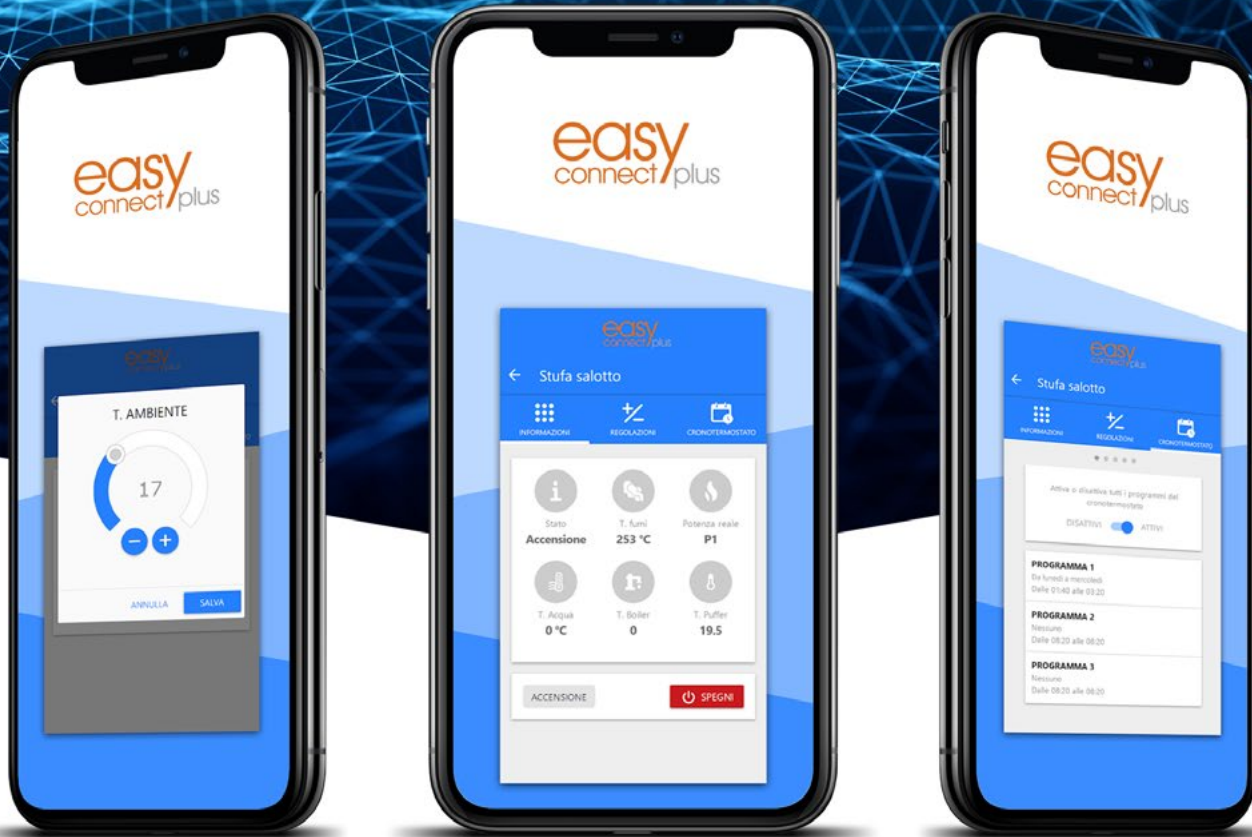 easy
connect plus
T. AMBIENTE
17
ANNULLA
SALVA
easy
connect plus
easy
connect plus
Stufa salotto
INFORMAZIONI
REGOLAZIONI
CRONOTERMOSTATO
Stato
Accensione
T. fumi
253 °C
Potenza reale
P1
T. Acqua
0 °C
T. Boiler
0
T. Puffer
19.5
ACCENSIONE
SPEGNI
easy
connect plus
easy
connect plus
Stufa salotto
INFORMAZIONI
REGOLAZIONI
CRONOTERMOSTATO
Attiva o disattiva tutti i programmi del
cronotermostato
DISATTIVI
ATTIVI
PROGRAMMA 1
Da lunedì a mercoledì
Dalle 01:40 alle 03:20
PROGRAMMA 2
Nessuno
Dalle 08:20 alle 08:20
PROGRAMMA 3
Nessuno
Dalle 08:20 alle 08:20